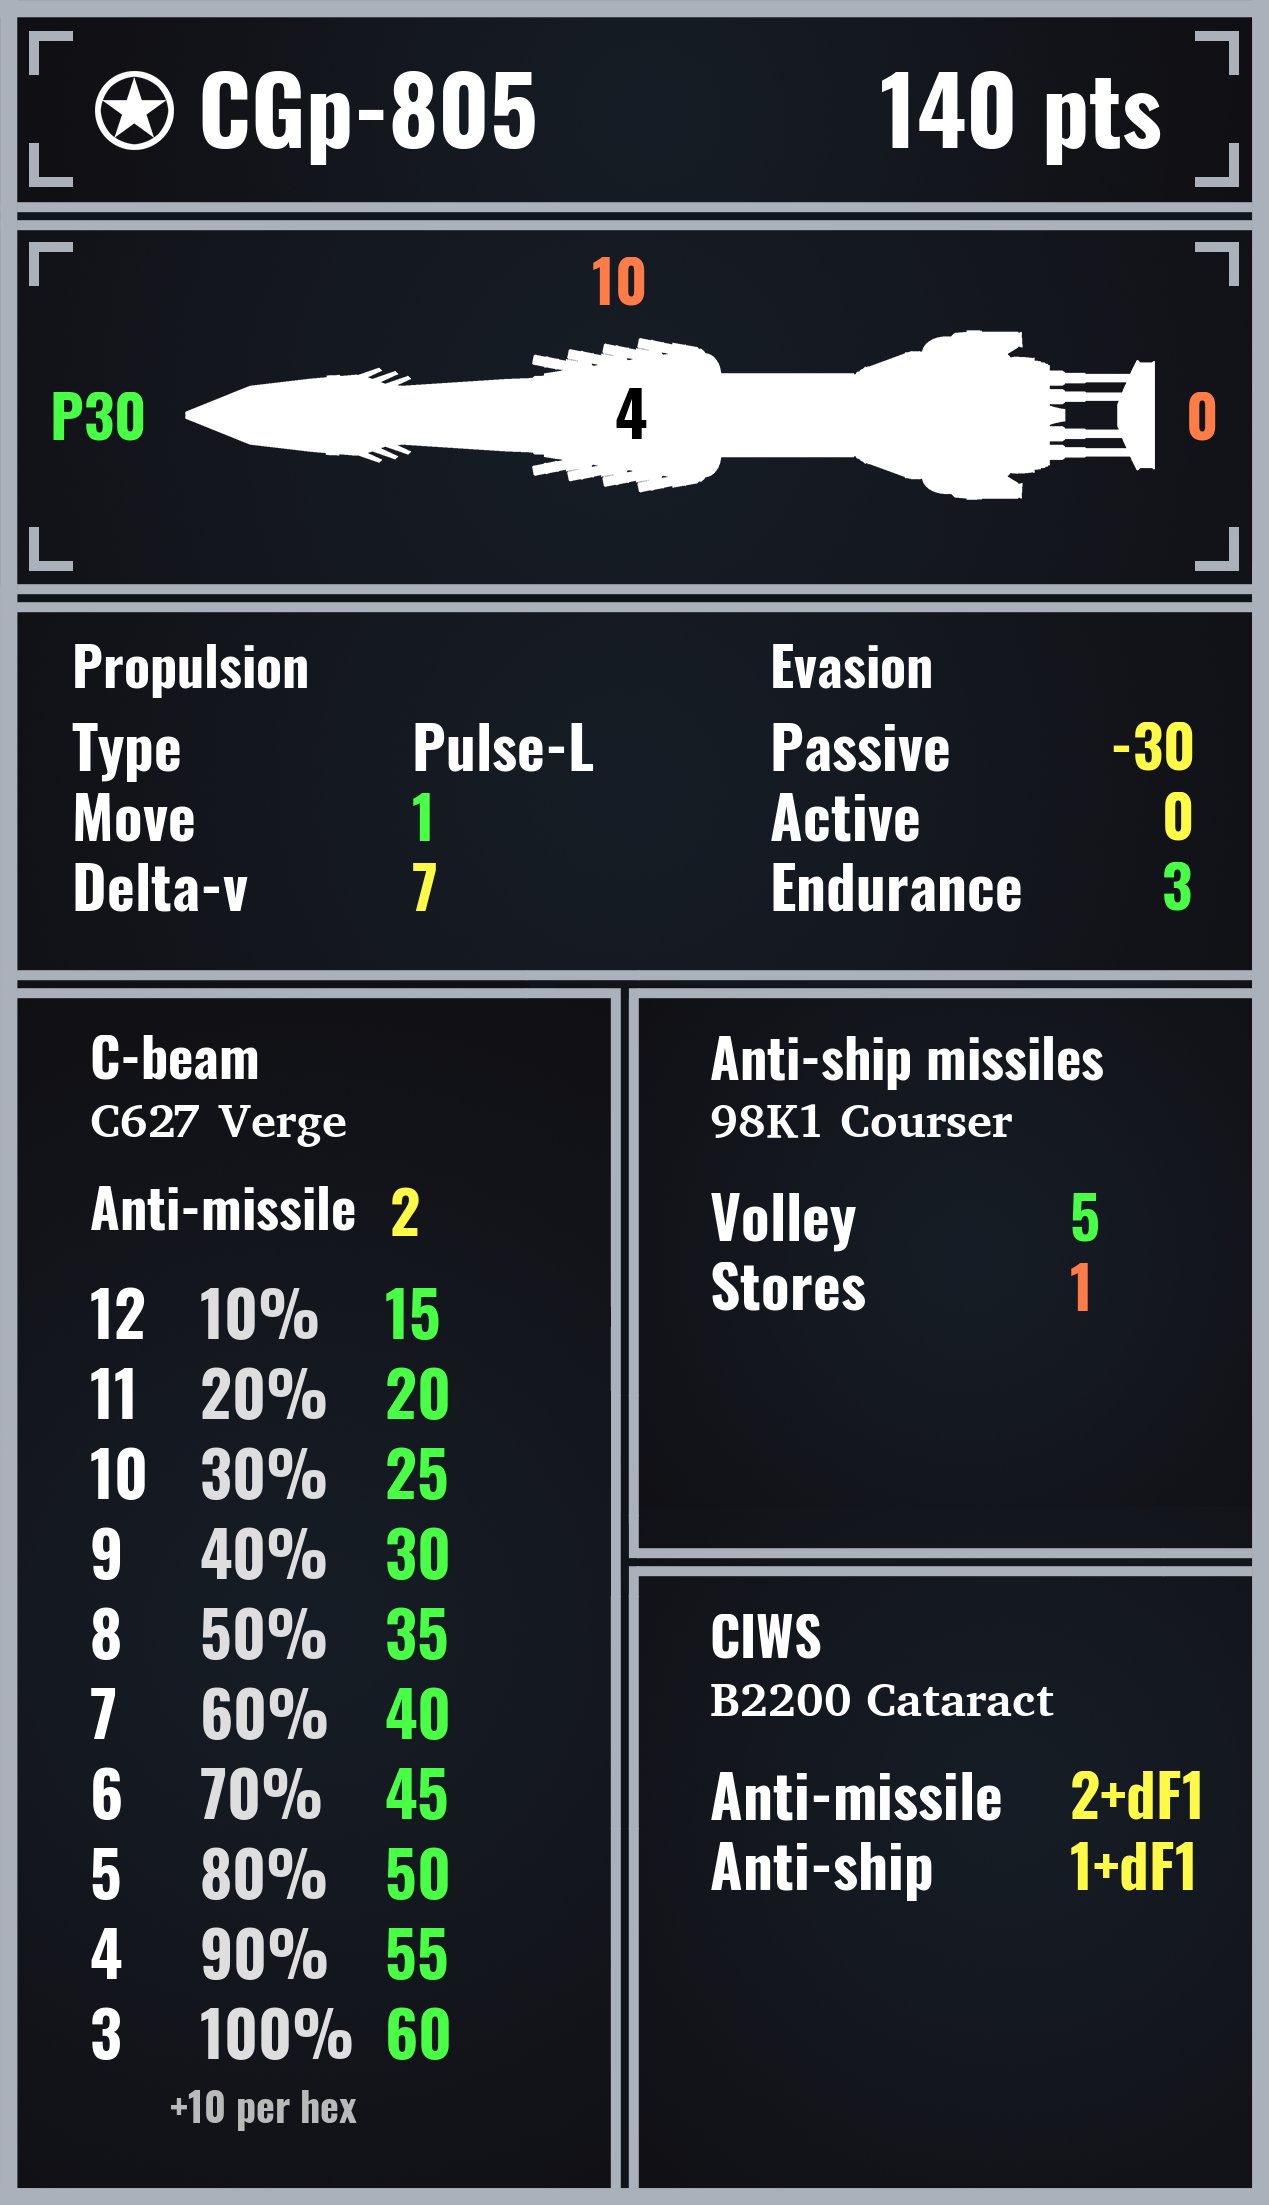 CGp-805 140 pts
10
P30 4 0
Propulsion
Type Pulse-L
Move 1
Delta-v 7
Evasion
Passive -30
Active 0
Endurance 3
C-beam
C627 Verge
Anti-missile 2
12 10% 15
11 20% 20
10 30% 25
9 40% 30
8 50% 35
7 60% 40
6 70% 45
5 80% 50
4 90% 55
3 100% 60
+10 per hex
Anti-ship missiles
98K1 Courser
Volley 5
Stores 1
CIWS
B2200 Cataract
Anti-missile 2+dF1
Anti-ship 1+dF1